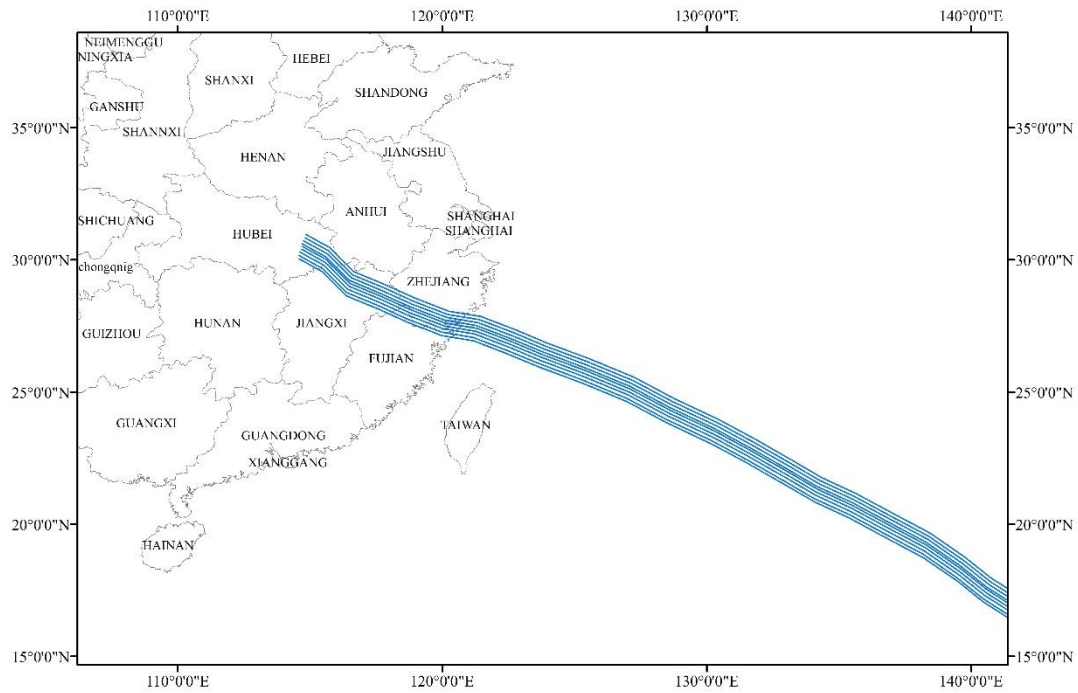 110°0'0"E 120°0'0"E 130°0'0"E 140°0'0"E
NEIMENGGU
NINGXIA
HEBEI
SHANXI
SHANDONG
GANSHU
35°0'0"N 35°0'0"N
SHANNXI
JIANGSHU
HENAN
ANHUI
SHANGHAI
SHICHUANG
SHANGHAI
HUBEI
30°0'0"N 30°0'0"N
chongqnig
ZHEJIANG
HUNAN
JIANGXI
GUIZHOU
FUJIAN
25°0'0"N 25°0'0"N
GUANGXI
TAIWAN
GUANGDONG
XIANGGANG
20°0'0"N 20°0'0"N
HAINAN
15°0'0"N 15°0'0"N
110°0'0"E 120°0'0"E 130°0'0"E 140°0'0"E